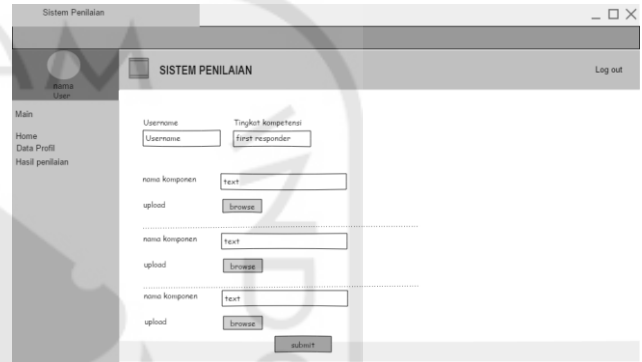 Sistem Penilaian
nama
User
SISTEM PENILAIAN
Log out
Main
Home
Data Profil
Hasil penilaian
Username
Tingkat kompetensi
Username
first responder
nama komponen
text
upload
browse
nama komponen
text
upload
browse
nama komponen
text
upload
browse
submit